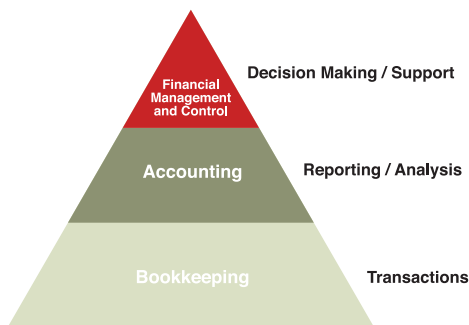 Decision Making / Support
Financial
Management
and Control
Accounting
Reporting / Analysis
Bookkeeping
Transactions